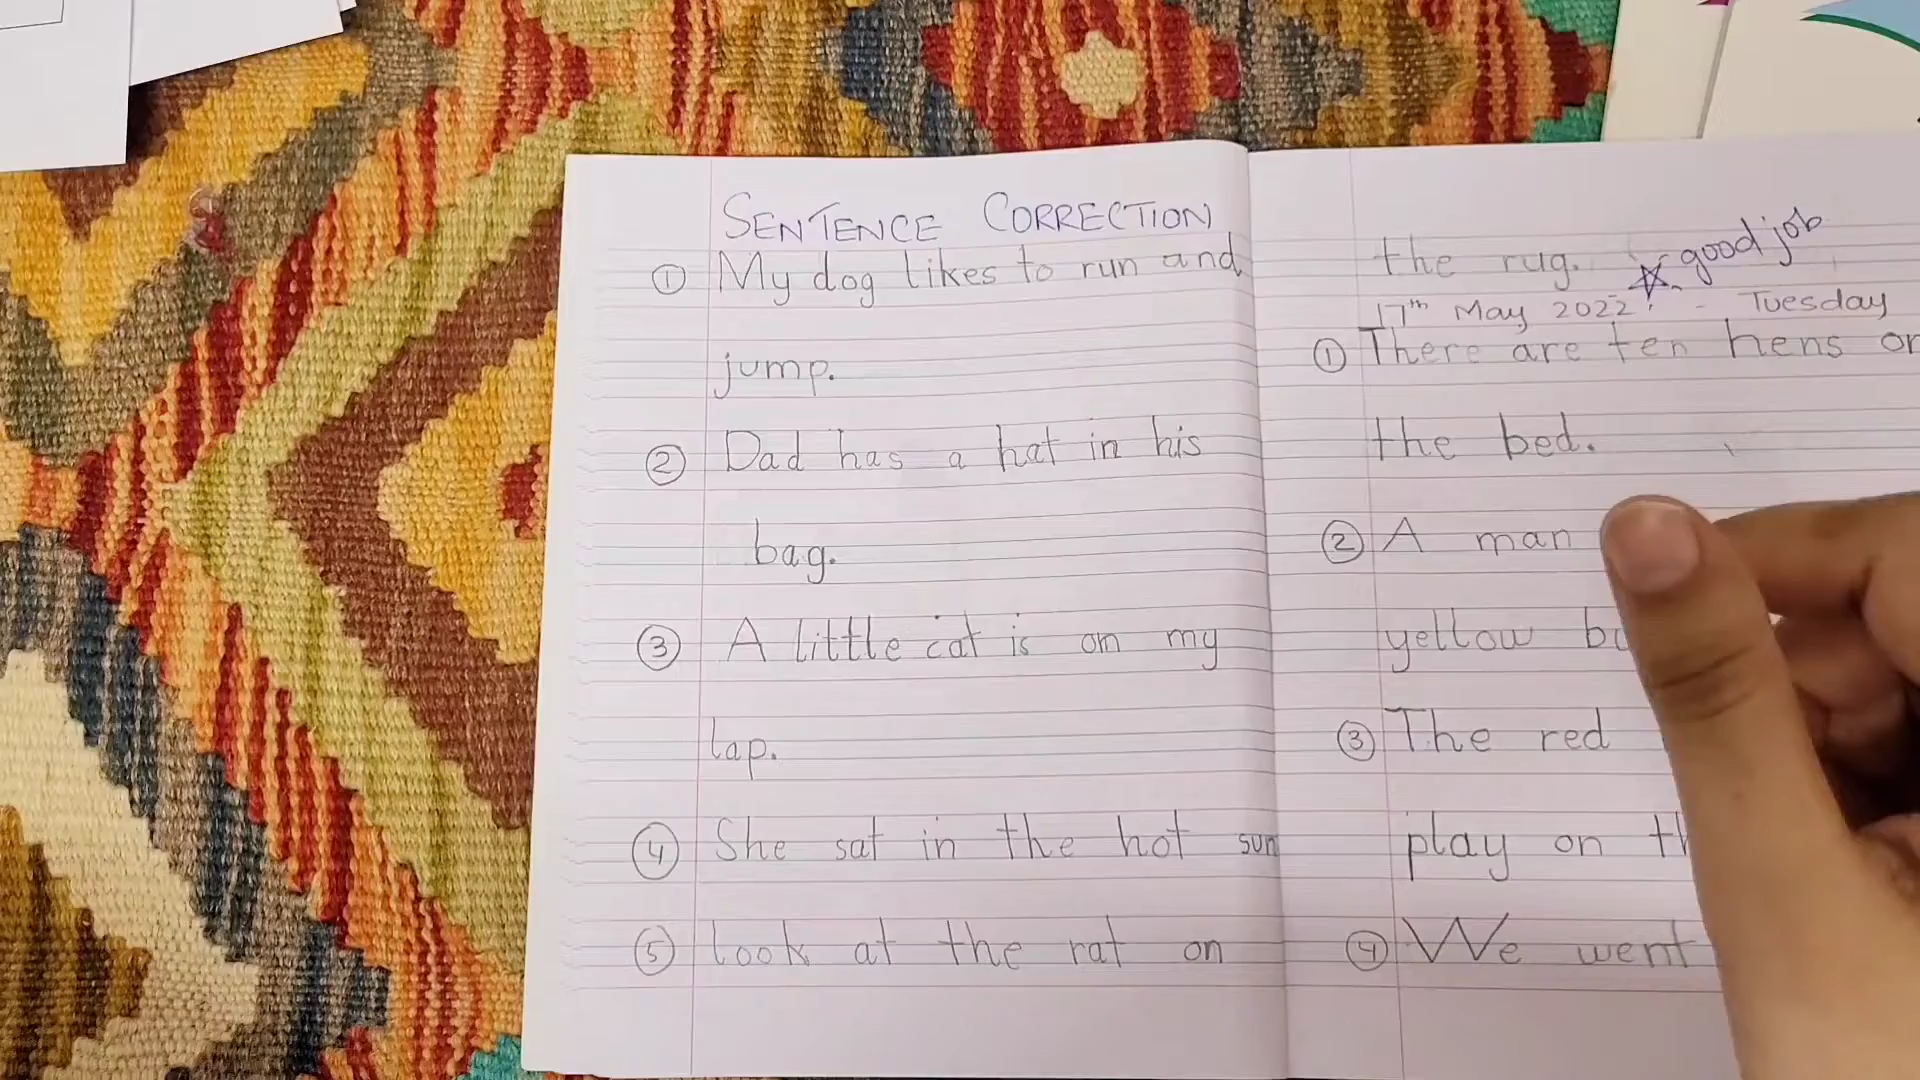 SENTENCE CORRECTION
① My dog likes to run and
jump.
② Dad has a hat in his
bag.
③ A little cat is on my
lap.
④ She sat in the hot sun
⑤ look at the rat on
the rug. good job
17th May 2022 - Tuesday
① There are ten hens on
the bed.
② A man
yellow
③ The red
play on
④ We went